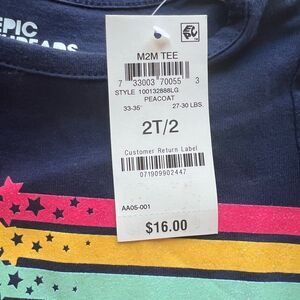 EPIC
THREADS
M2M TEE
7 33003 70055 3
STYLE 100132888LG
PEACOAT
33-35" 27-30 LBS.
2T/2
Customer Return Label
071909902447
AA05-001
$16.00